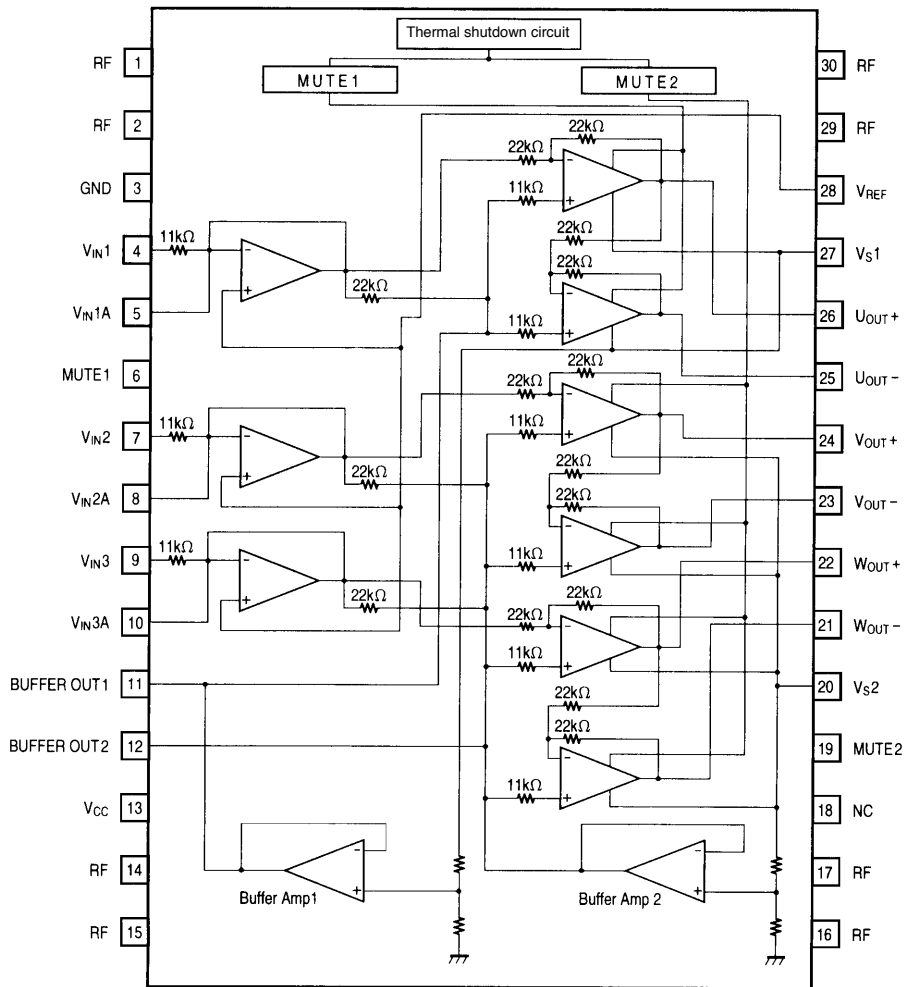 Thermal shutdown circuit
MUTE1
MUTE2
RF 1
RF 2
GND 3
VIN1 4
VIN1A 5
MUTE1 6
VIN2 7
VIN2A 8
VIN3 9
VIN3A 10
BUFFER OUT1 11
BUFFER OUT2 12
VCC 13
RF 14
RF 15
30 RF
29 RF
28 VREF
27 VS1
26 UOUT+
25 UOUT−
24 VOUT+
23 VOUT−
22 WOUT+
21 WOUT−
20 VS2
19 MUTE2
18 NC
17 RF
16 RF
11kΩ
− +
22kΩ
11kΩ
− +
22kΩ
11kΩ
− +
22kΩ
22kΩ
22kΩ
11kΩ
− +
22kΩ
22kΩ
11kΩ
− +
22kΩ
22kΩ
11kΩ
− +
22kΩ
22kΩ
11kΩ
− +
22kΩ
22kΩ
11kΩ
− +
22kΩ
22kΩ
11kΩ
− +
− +
Buffer Amp1
− +
Buffer Amp 2